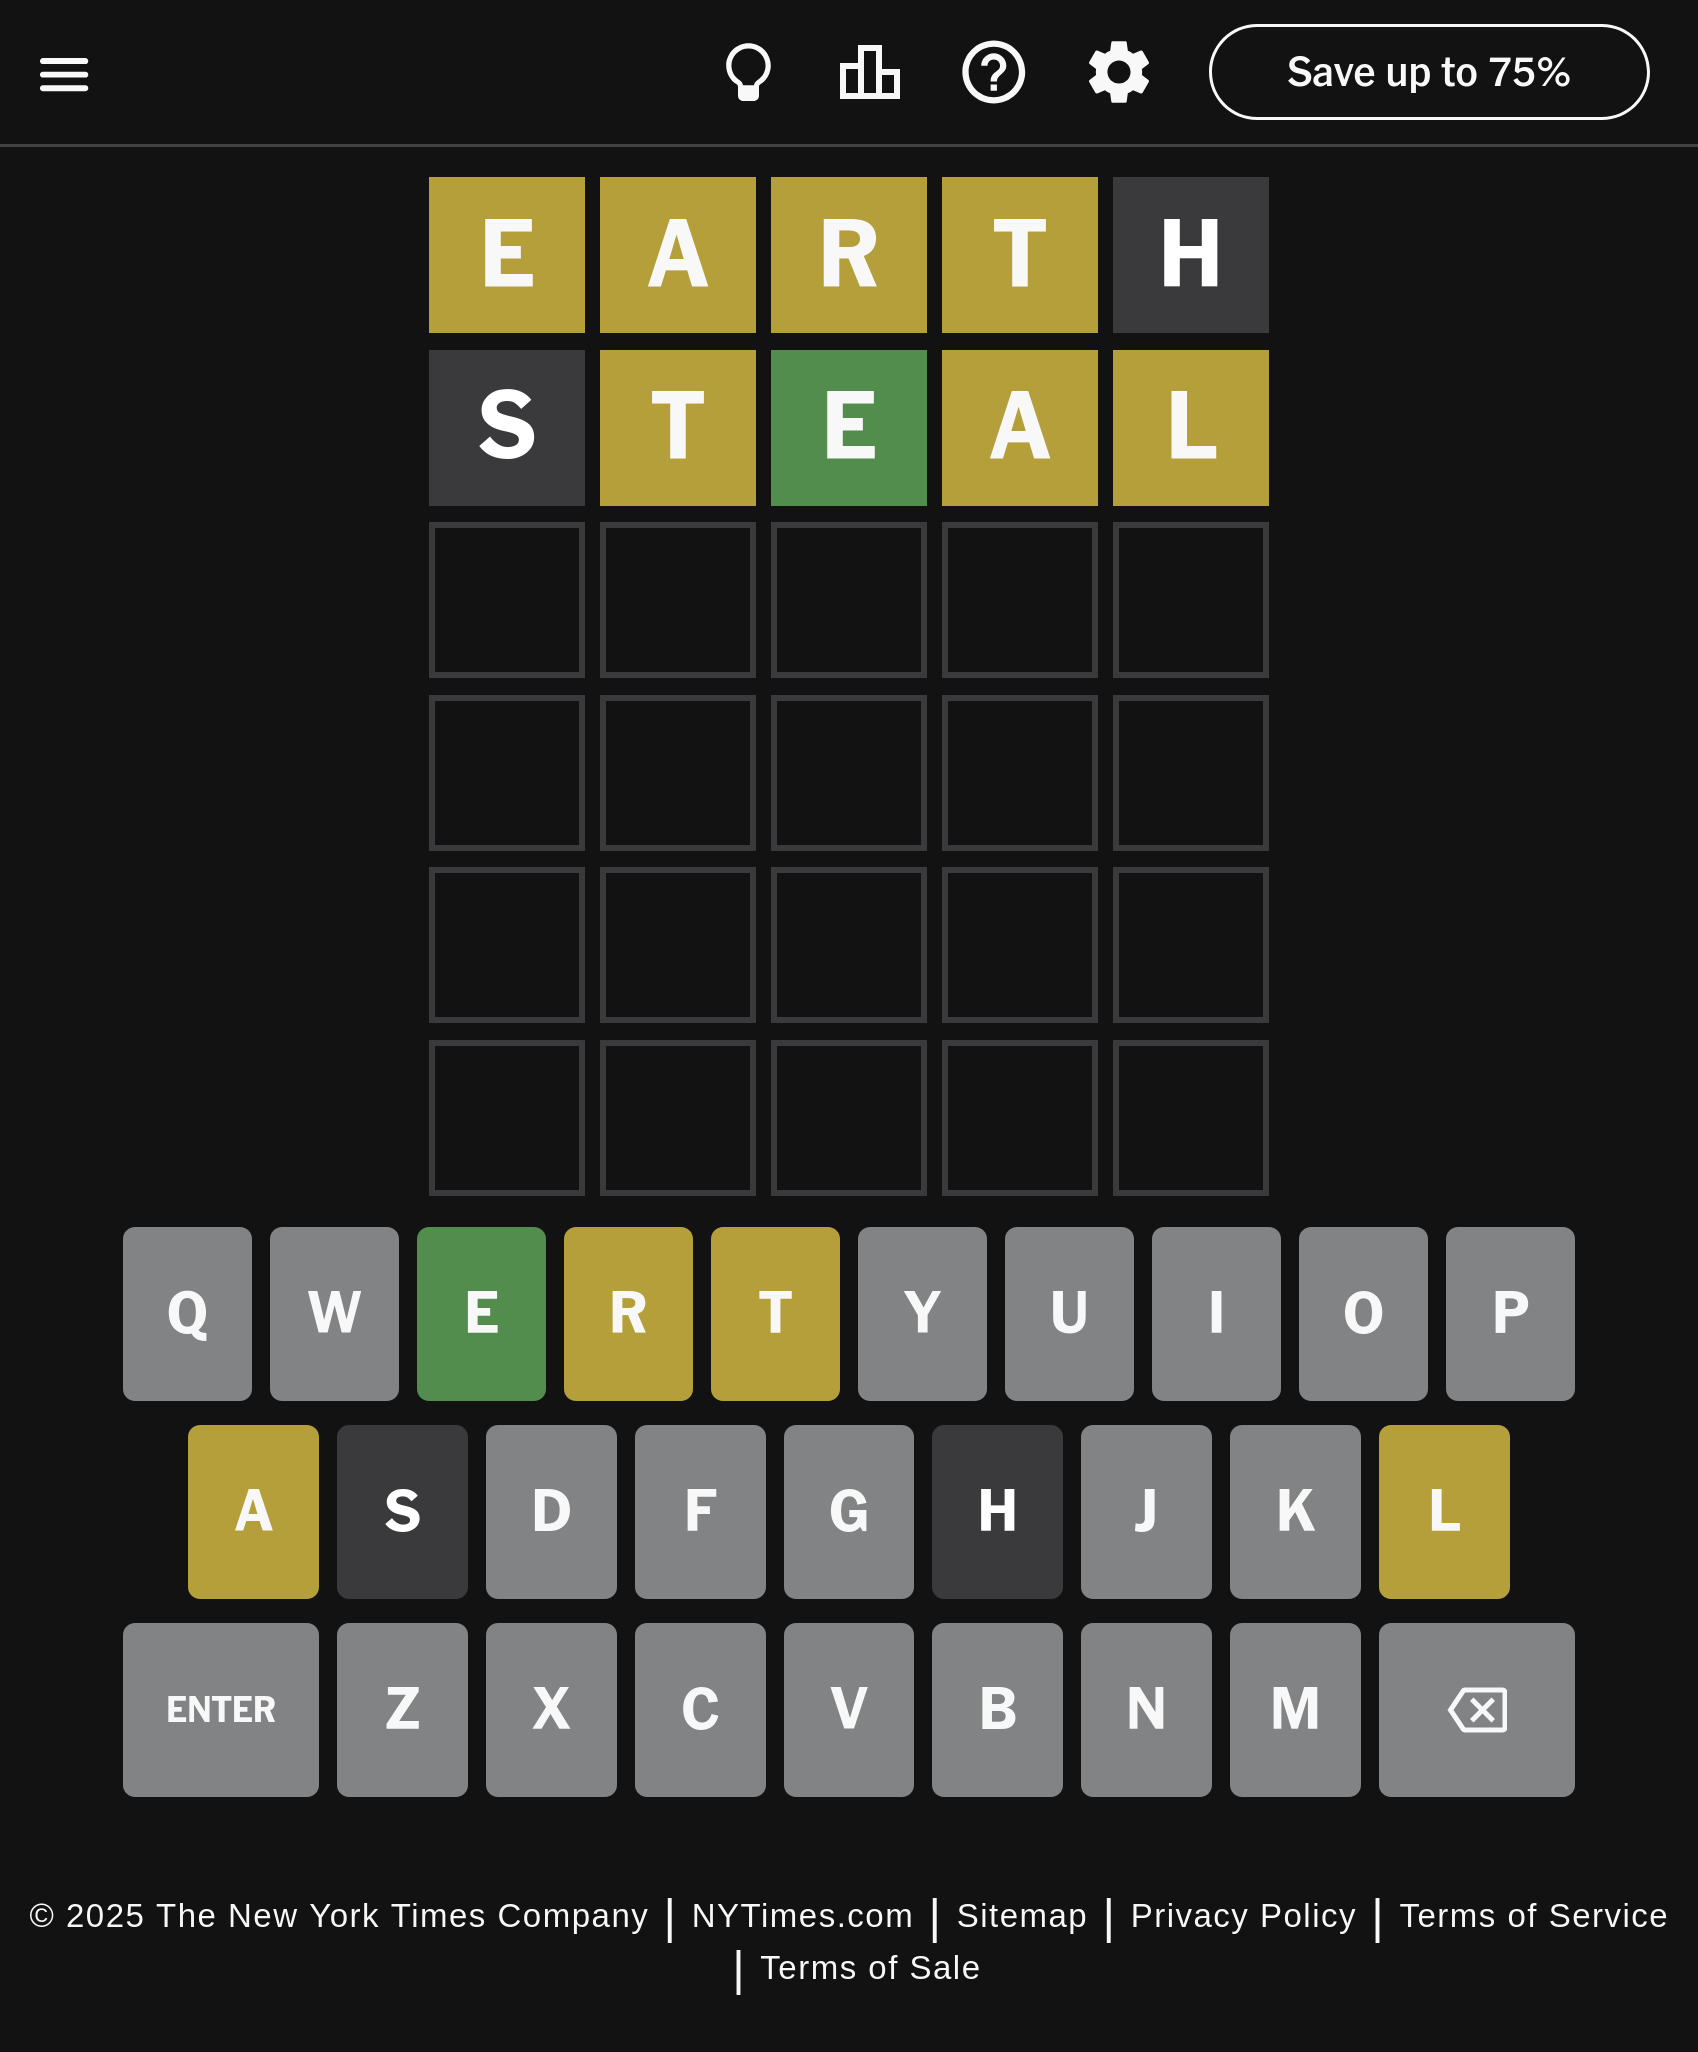 Save up to 75%
E A R T H
S T E A L
Q W E R T Y U I O P
A S D F G H J K L
ENTER Z X C V B N M
© 2025 The New York Times Company | NYTimes.com | Sitemap | Privacy Policy | Terms of Service
| Terms of Sale